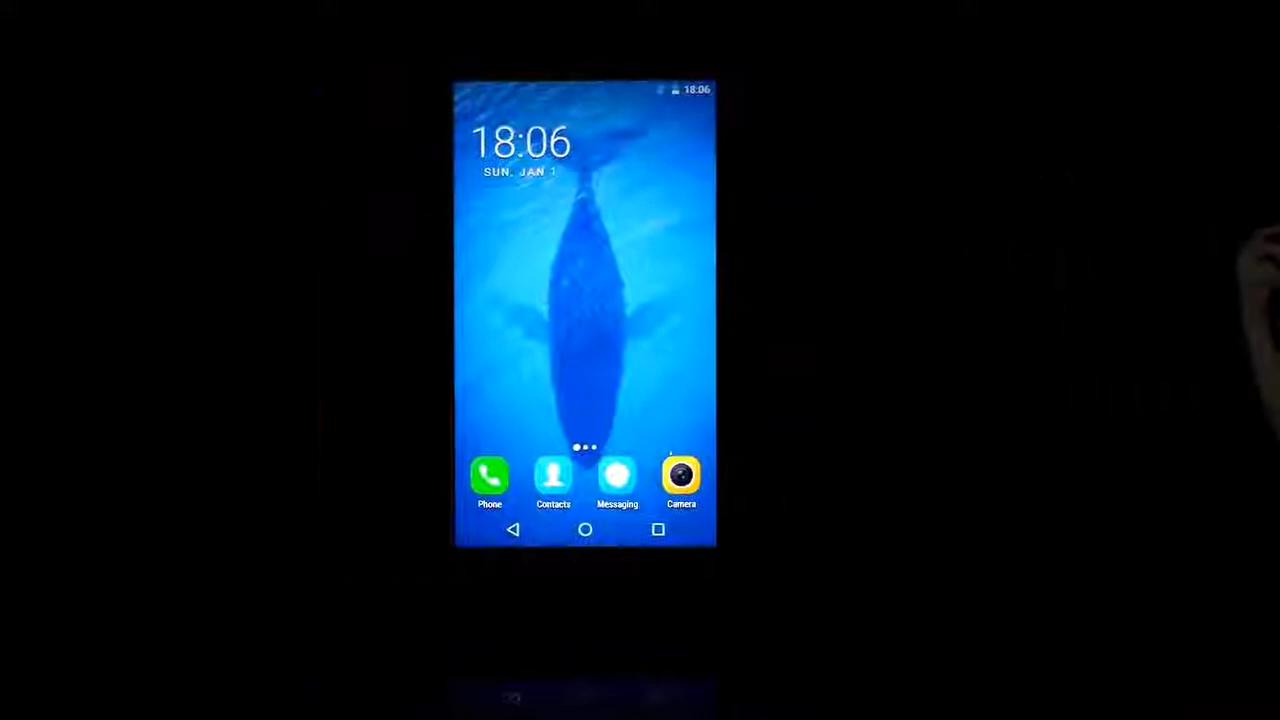 18:06
18:06
SUN, JAN 1
Phone
Contacts
Messaging
Camera